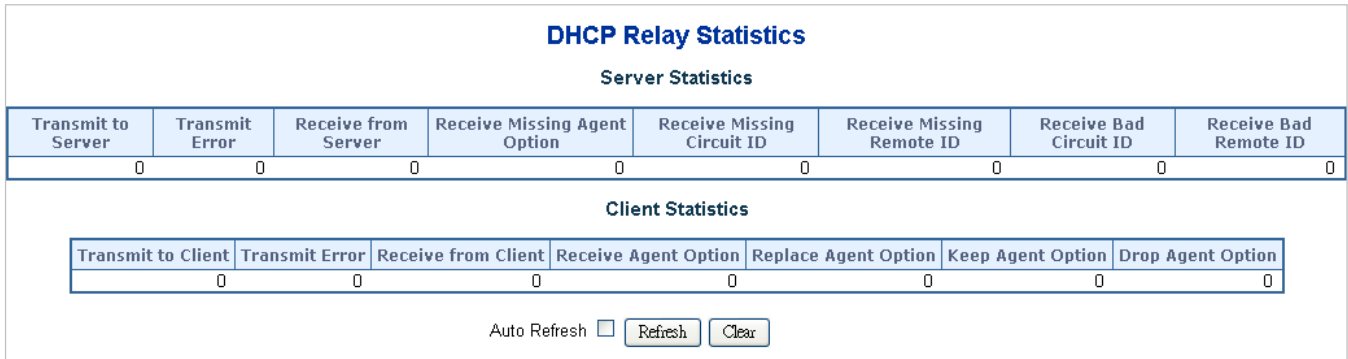 DHCP Relay Statistics
Server Statistics
Transmit to Server Transmit Error Receive from Server Receive Missing Agent Option Receive Missing Circuit ID Receive Missing Remote ID Receive Bad Circuit ID Receive Bad Remote ID
0 0 0 0 0 0 0 0
Client Statistics
Transmit to Client Transmit Error Receive from Client Receive Agent Option Replace Agent Option Keep Agent Option Drop Agent Option
0 0 0 0 0 0 0
Auto Refresh Refresh Clear